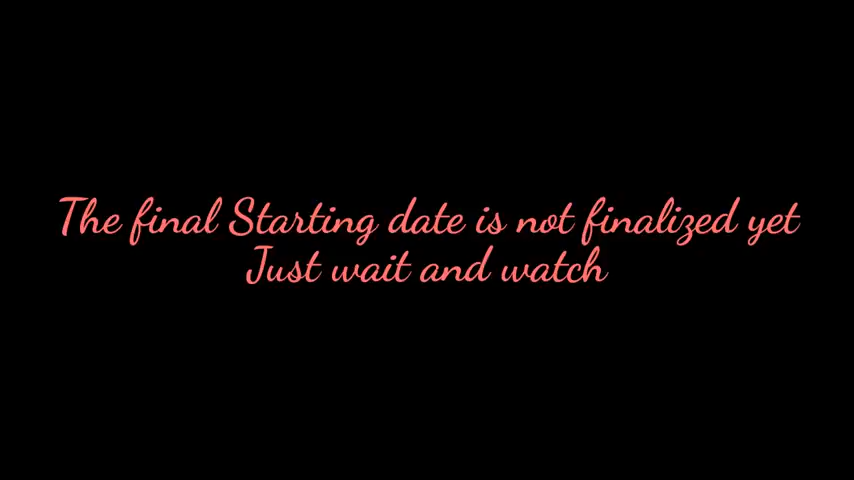 The final Starting date is not finalized yet
Just wait and watch